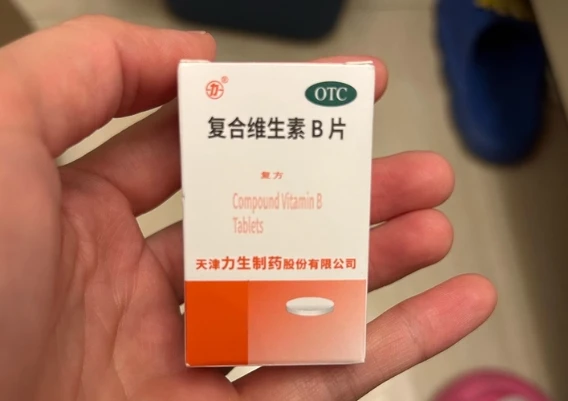 力®
OTC
复合维生素 B 片
复方
Compound Vitamin B
Tablets
天津力生制药股份有限公司